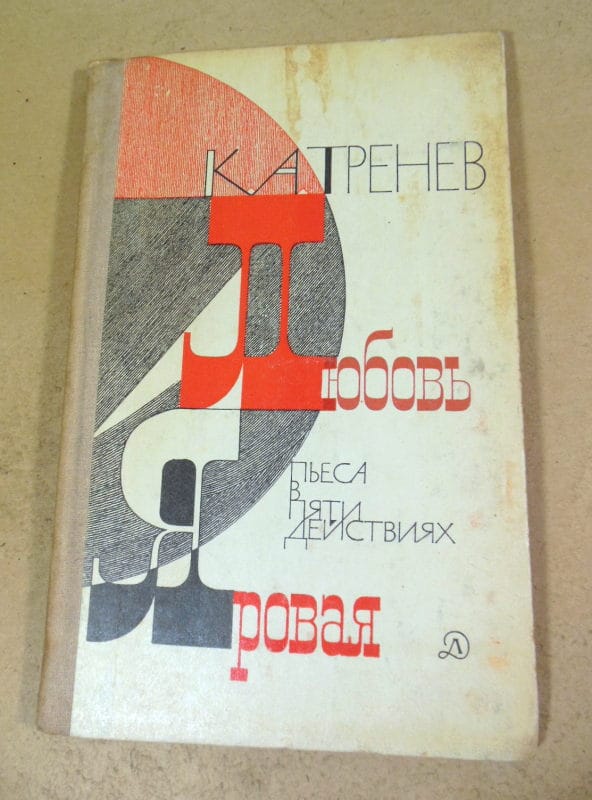 К. А. ТРЕНЕВ
Любовь
ПЬЕСА
В
ПЯТИ
ДЕЙСТВИЯХ
Яровая
Д